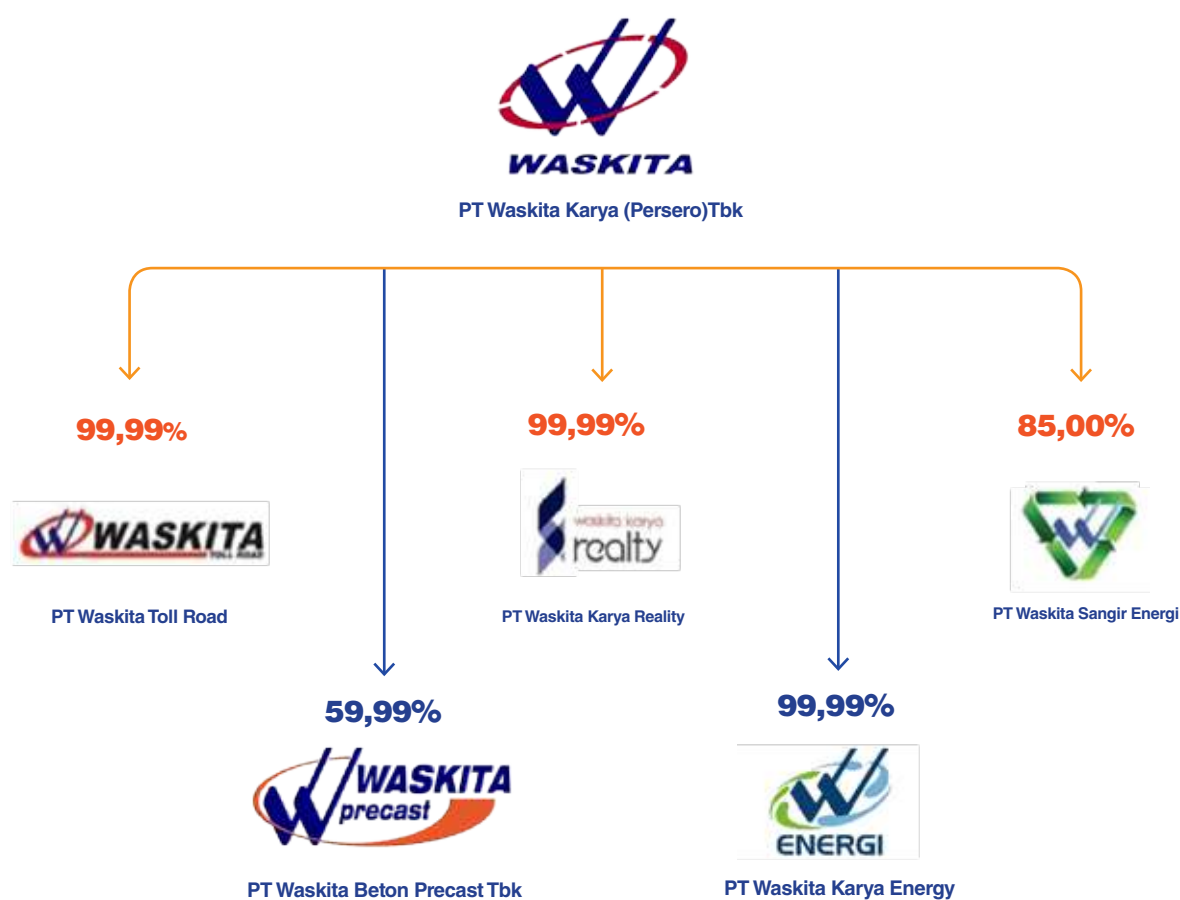 WASKITA
PT Waskita Karya (Persero)Tbk
99,99%
99,99%
85,00%
WASKITA
TOLL ROAD
waskita karya
realty
PT Waskita Toll Road
PT Waskita Karya Reality
PT Waskita Sangir Energi
59,99%
99,99%
WASKITA
precast
ENERGI
PT Waskita Beton Precast Tbk
PT Waskita Karya Energy